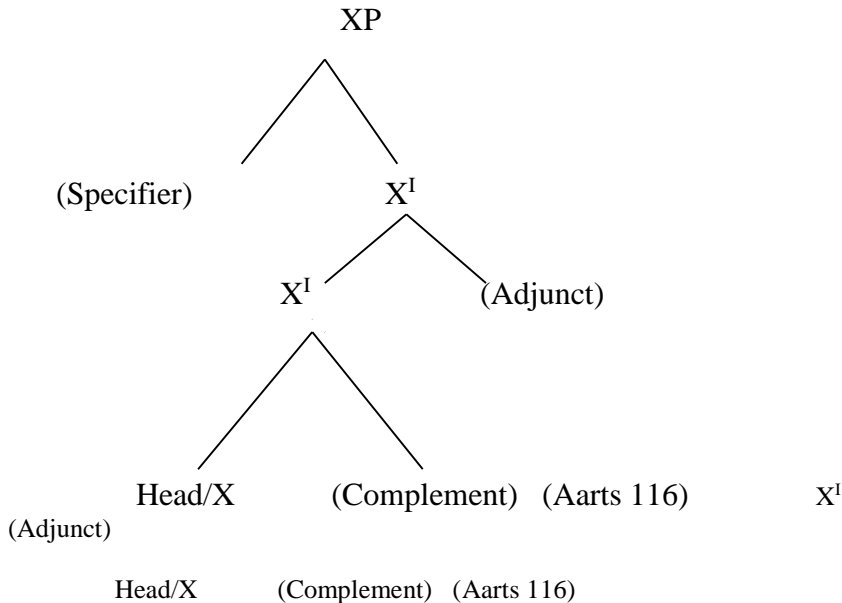 XP
(Specifier) X^I
X^I (Adjunct)
Head/X (Complement) (Aarts 116) X^I
(Adjunct)
Head/X (Complement) (Aarts 116)